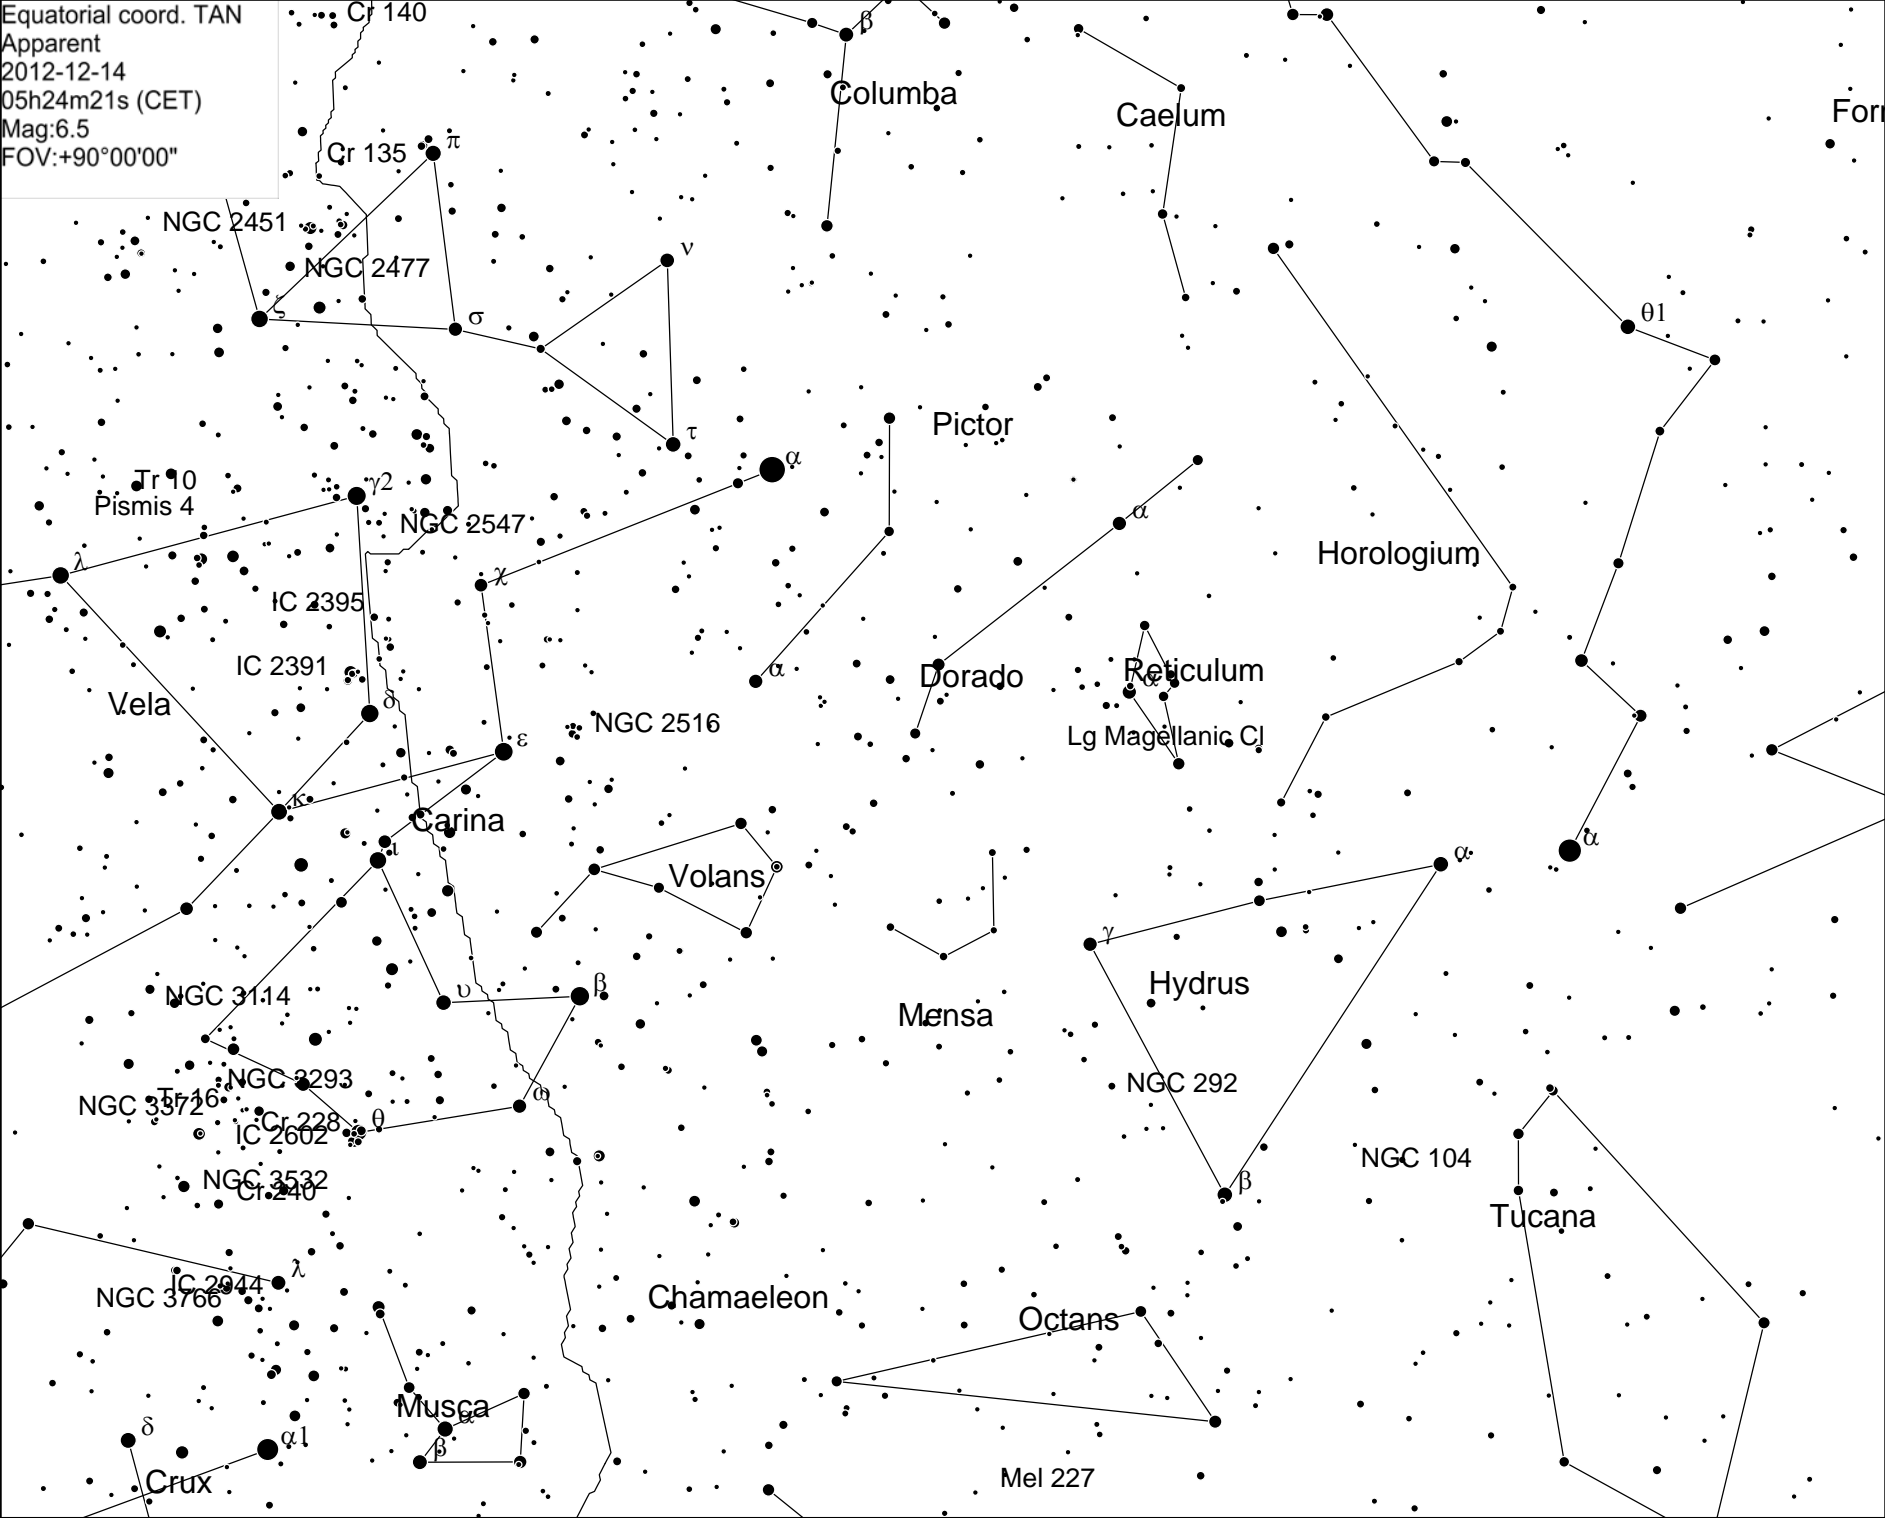 Equatorial coord. TAN
Apparent
2012-12-14
05h24m21s (CET)
Mag:6.5
FOV:+90°00'00"
Cr 140
β
Columba
Caelum
Forn
Cr 135
π
NGC 2451
NGC 2477
ν
ζ
σ
θ1
Pictor
τ
α
Tr 10
Pismis 4
γ2
NGC 2547
α
Horologium
λ
χ
IC 2395
IC 2391
α
Dorado
Reticulum
α
Vela
δ
NGC 2516
Lg Magellanic Cl
ε
κ
Carina
ι
Volans
α
α
γ
Hydrus
NGC 3114
υ
β
Mensa
NGC 3293
NGC 292
Tr 16
NGC 3372
ω
Cr 228
θ
IC 2602
NGC 104
NGC 3532
Cr 240
β
Tucana
λ
IC 2944
NGC 3766
Chamaeleon
Octans
Musca
α
δ
α1
β
Crux
Mel 227